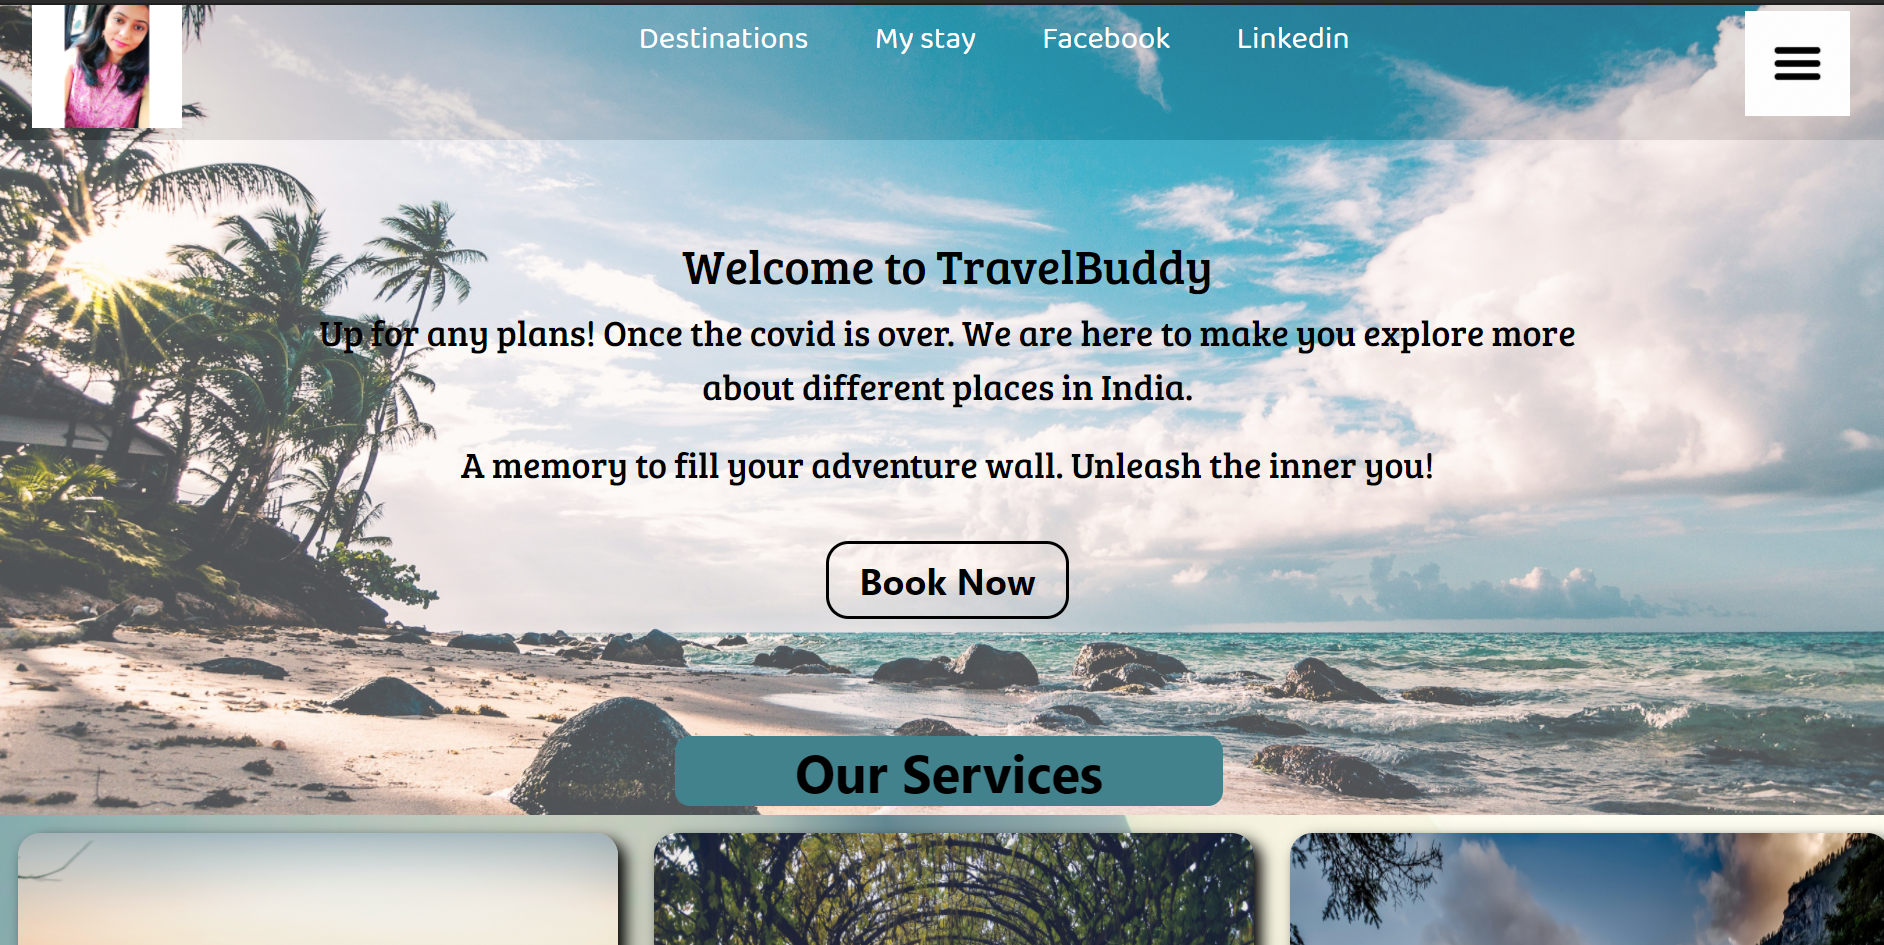 Destinations My stay Facebook Linkedin
Welcome to TravelBuddy
Up for any plans! Once the covid is over. We are here to make you explore more
about different places in India.
A memory to fill your adventure wall. Unleash the inner you!
Book Now
Our Services